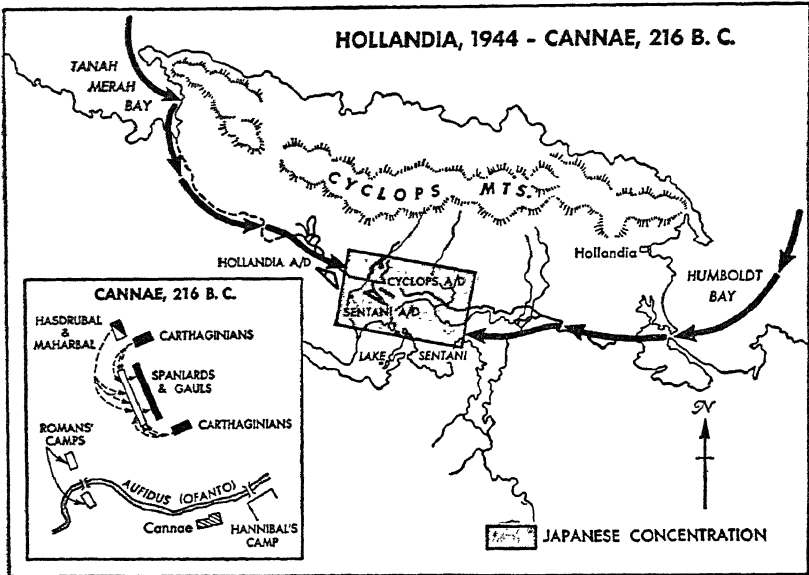 HOLLANDIA, 1944 - CANNAE, 216 B. C.
TANAH
MERAH
BAY
CYCLOPS MTS.
Hollandia
HUMBOLDT
BAY
HOLLANDIA A/D
CYCLOPS A/D
SENTANI A/D
LAKE SENTANI
CANNAE, 216 B. C.
HASDRUBAL
&
MAHARBAL
CARTHAGINIANS
SPANIARDS
& GAULS
CARTHAGINIANS
ROMANS'
CAMPS
AUFIDUS (OFANTO)
Cannae
HANNIBAL'S
CAMP
N
JAPANESE CONCENTRATION